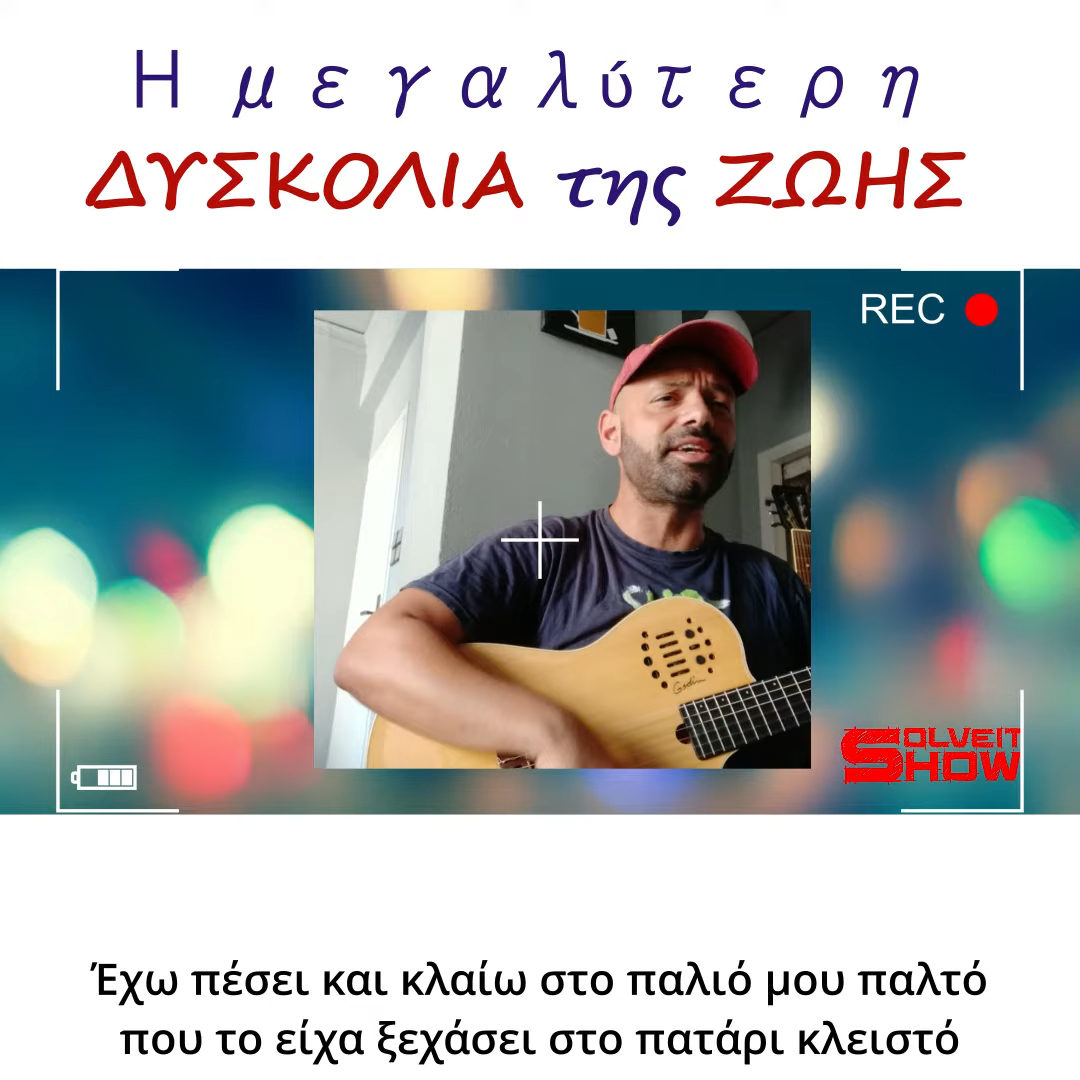 Η μεγαλύτερη
ΔΥΣΚΟΛΙΑ της ΖΩΗΣ
REC
SOLVEIT
SHOW
Godin
Έχω πέσει και κλαίω στο παλιό μου παλτό
που το είχα ξεχάσει στο πατάρι κλειστό